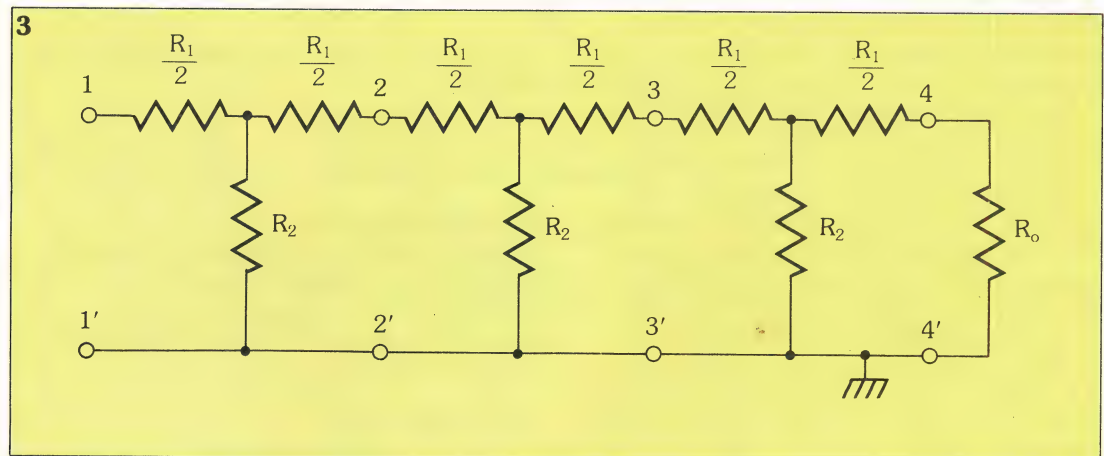 3
R₁/2 R₁/2 R₁/2 R₁/2 R₁/2 R₁/2
1 2 3 4
R₂ R₂ R₂ Rₒ
1' 2' 3' 4'